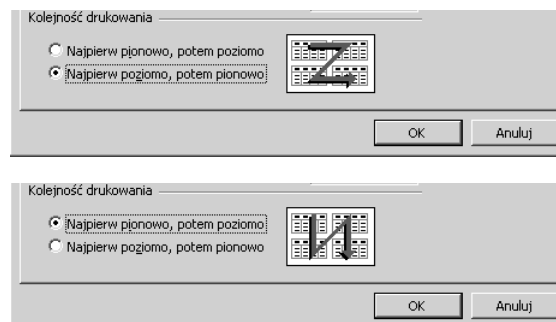 Kolejność drukowania
Najpierw pionowo, potem poziomo
Najpierw poziomo, potem pionowo
OK Anuluj
Kolejność drukowania
Najpierw pionowo, potem poziomo
Najpierw poziomo, potem pionowo
OK Anuluj